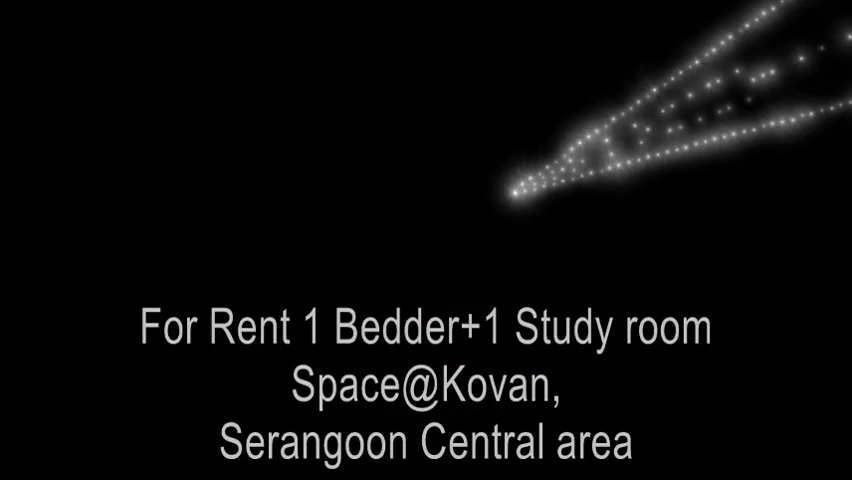 For Rent 1 Bedder+1 Study room
Space@Kovan,
Serangoon Central area